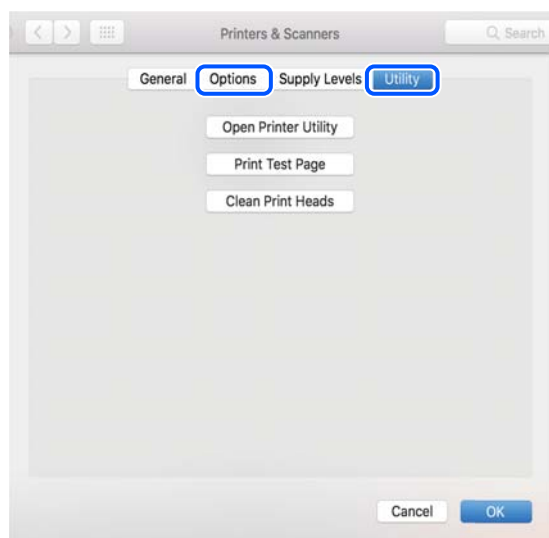 Printers & Scanners Search
General Options Supply Levels Utility
Open Printer Utility
Print Test Page
Clean Print Heads
Cancel OK